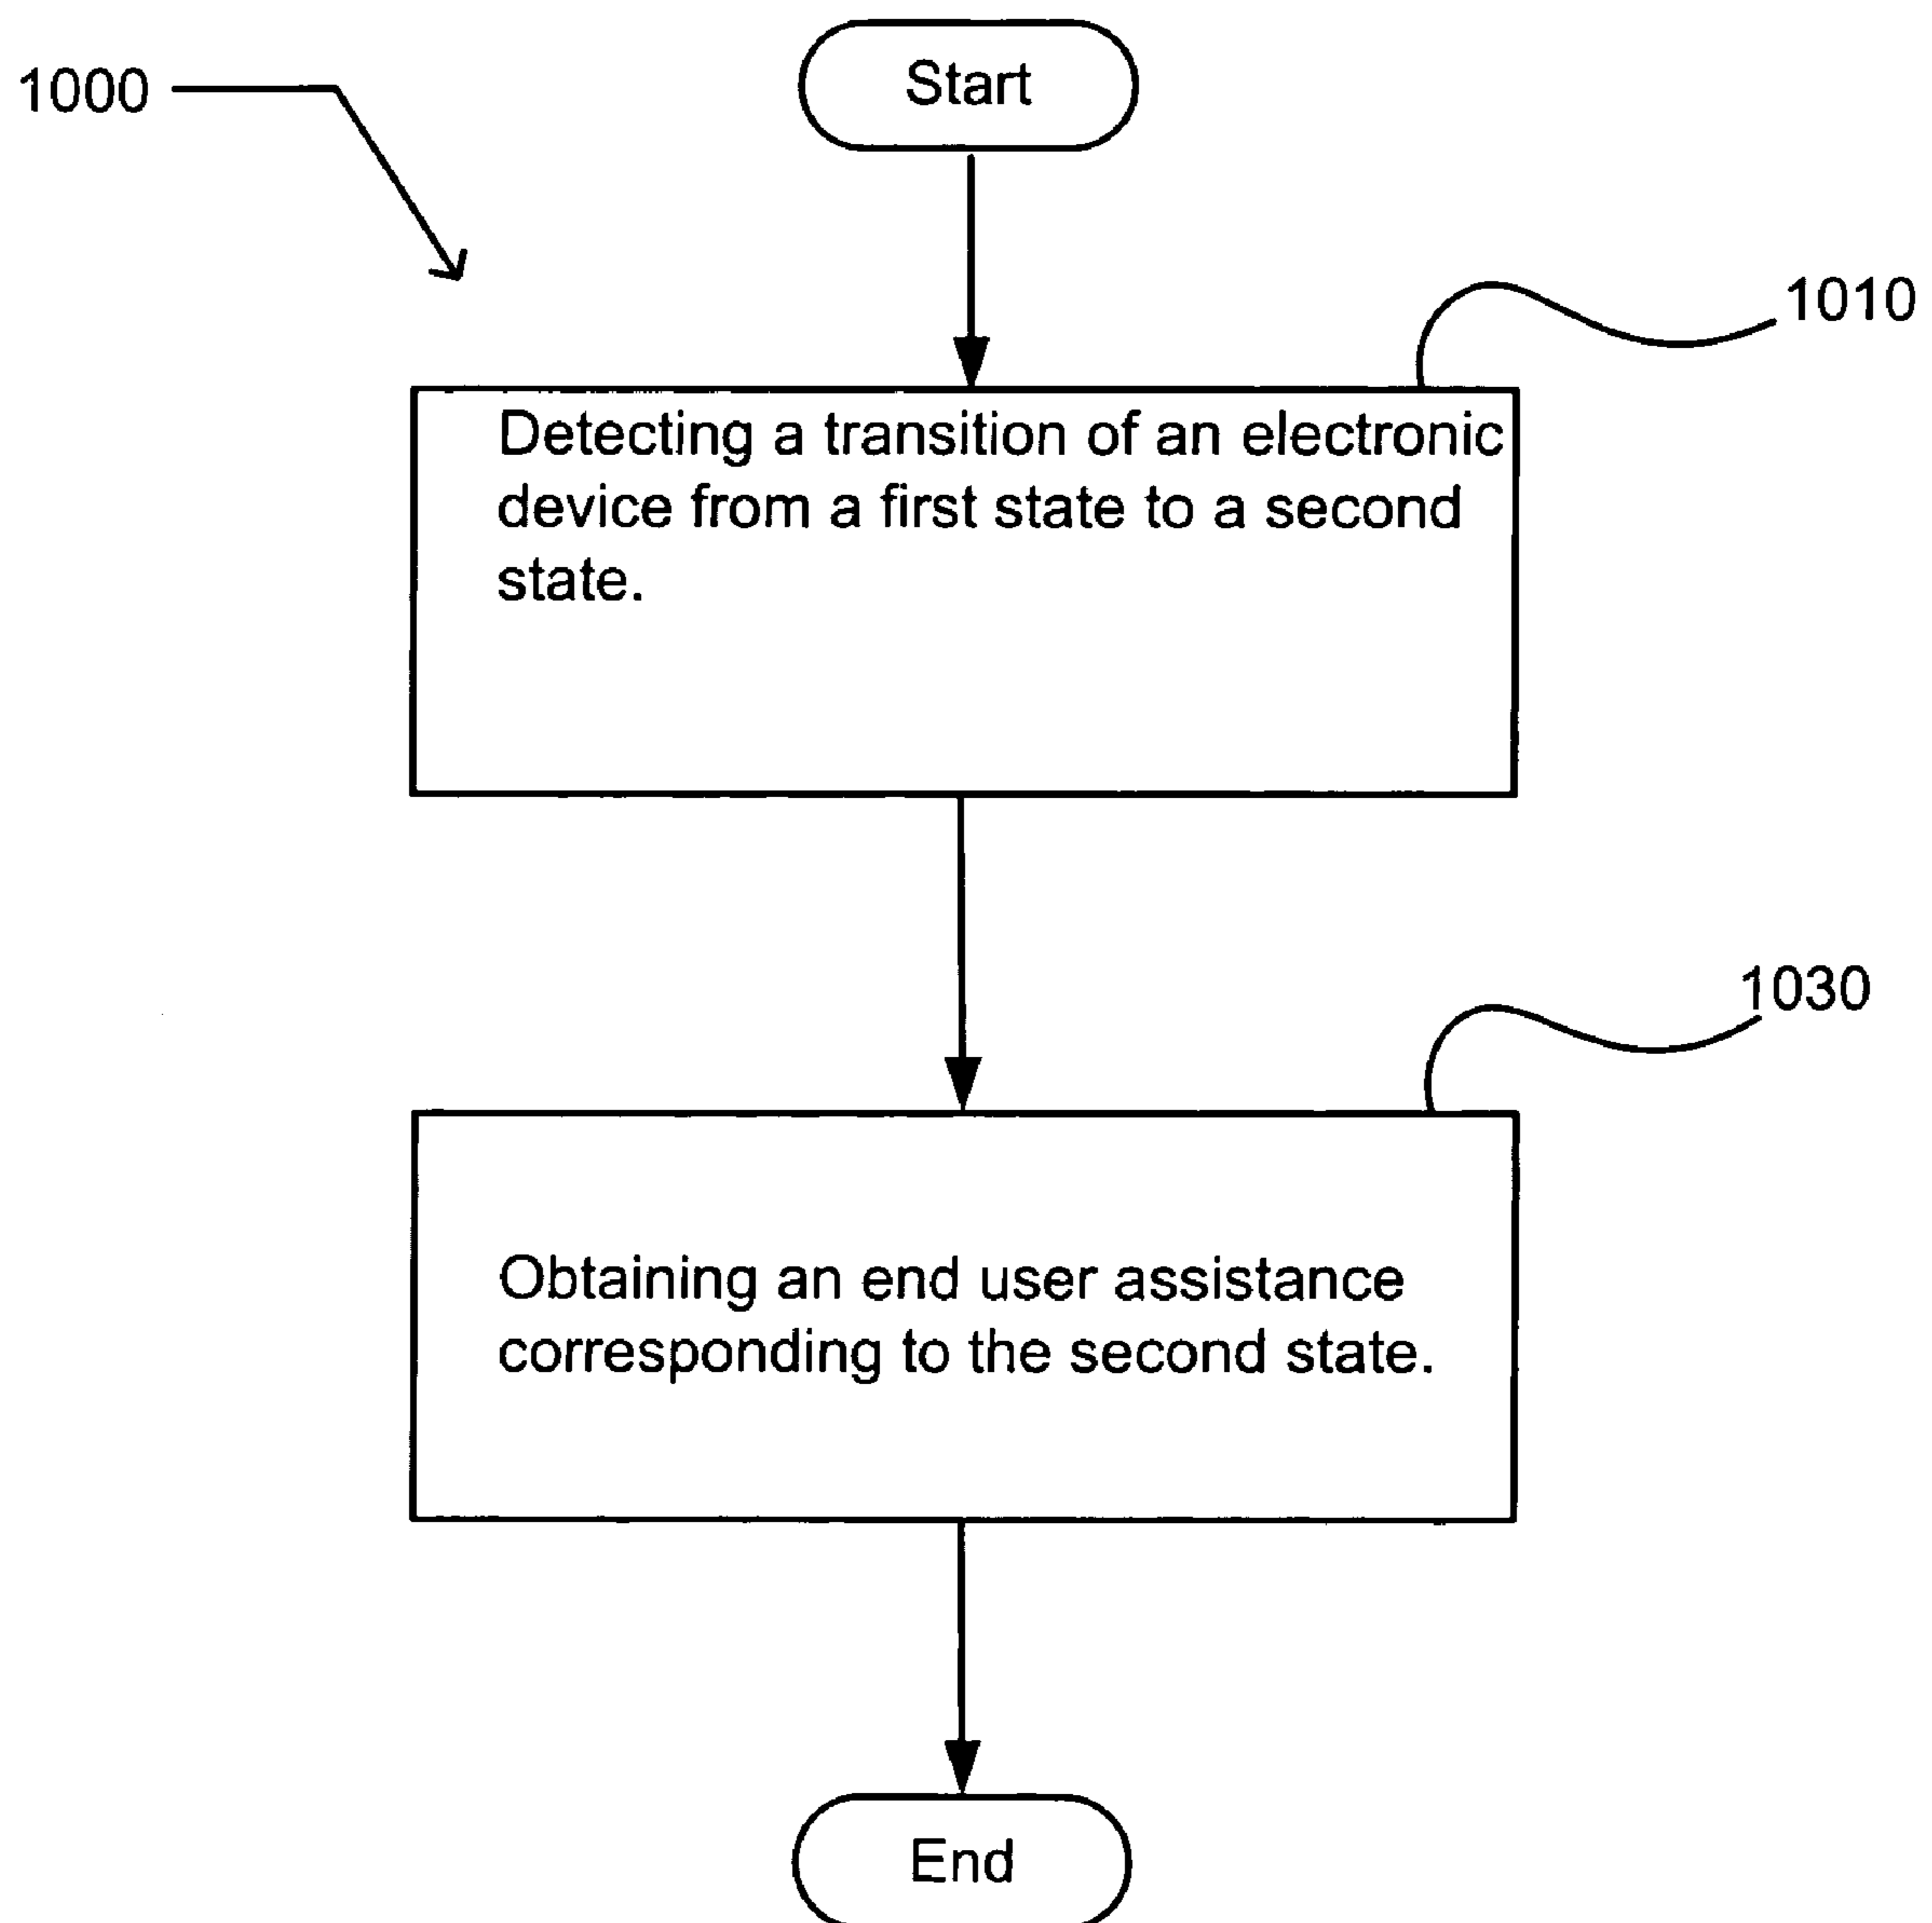 Start
1000
1010
Detecting a transition of an electronic
device from a first state to a second
state.
1030
Obtaining an end user assistance
corresponding to the second state.
End